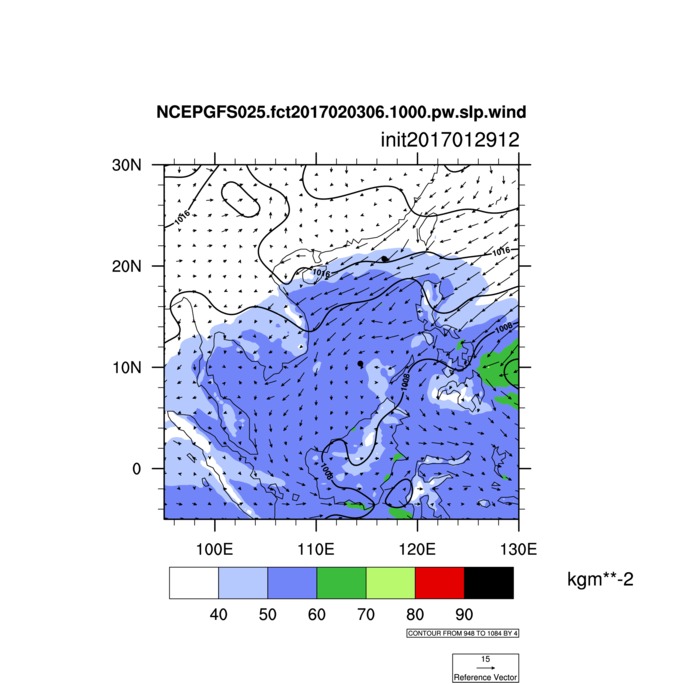 NCEPGFS025.fct2017020306.1000.pw.slp.wind
init2017012912
30N
1016
1016
20N
1016
1008
10N
1008
1008
0
100E 110E 120E 130E
kgm**-2
40 50 60 70 80 90
CONTOUR FROM 948 TO 1084 BY 4
15
Reference Vector